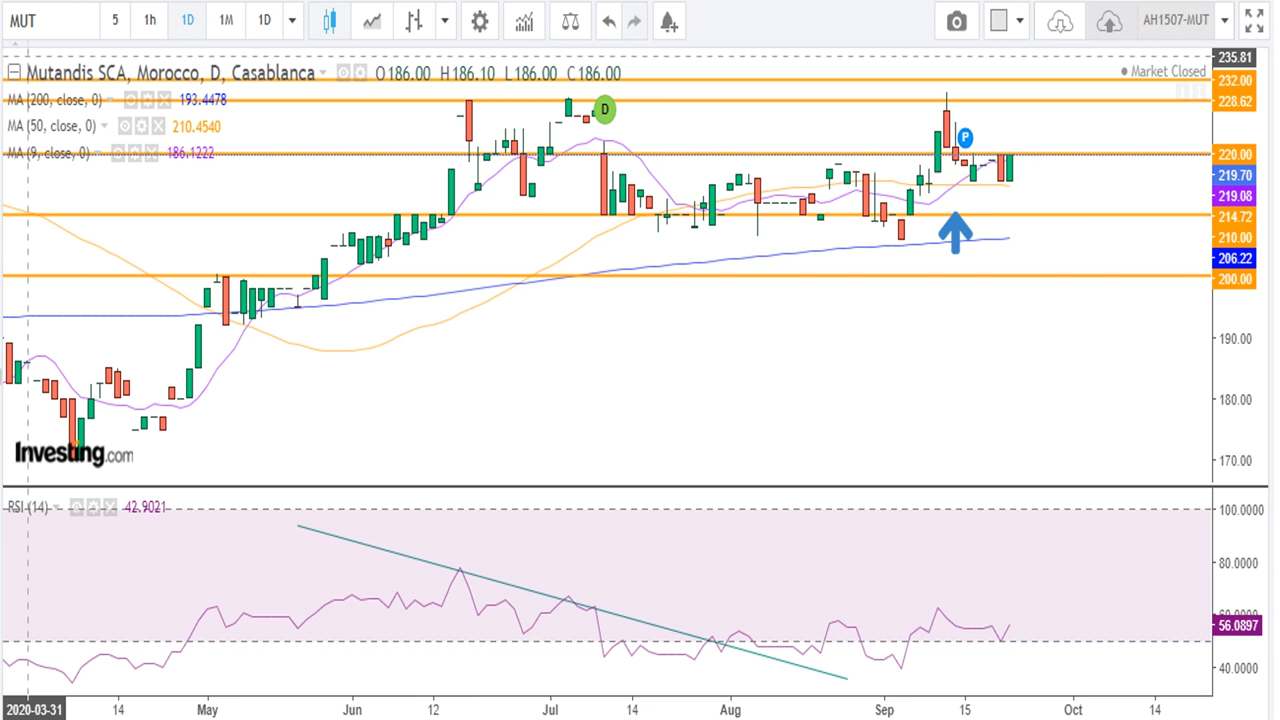 MUT 5 1h 1D 1M 1D AH1507-MUT
Mutandis SCA, Morocco, D, Casablanca O186.00 H186.10 L186.00 C186.00
Market Closed
MA (200, close, 0) 193.4478
MA (50, close, 0) 210.4540
MA (9, close, 0) 186.1222
D
P
235.81
232.00
228.62
220.00
219.70
219.08
214.72
210.00
206.22
200.00
190.00
180.00
170.00
Investing.com
RSI (14) 42.9021
100.0000
80.0000
60.0000
56.0897
40.0000
2020-03-31 14 May Jun 12 Jul 14 Aug Sep 15 Oct 14